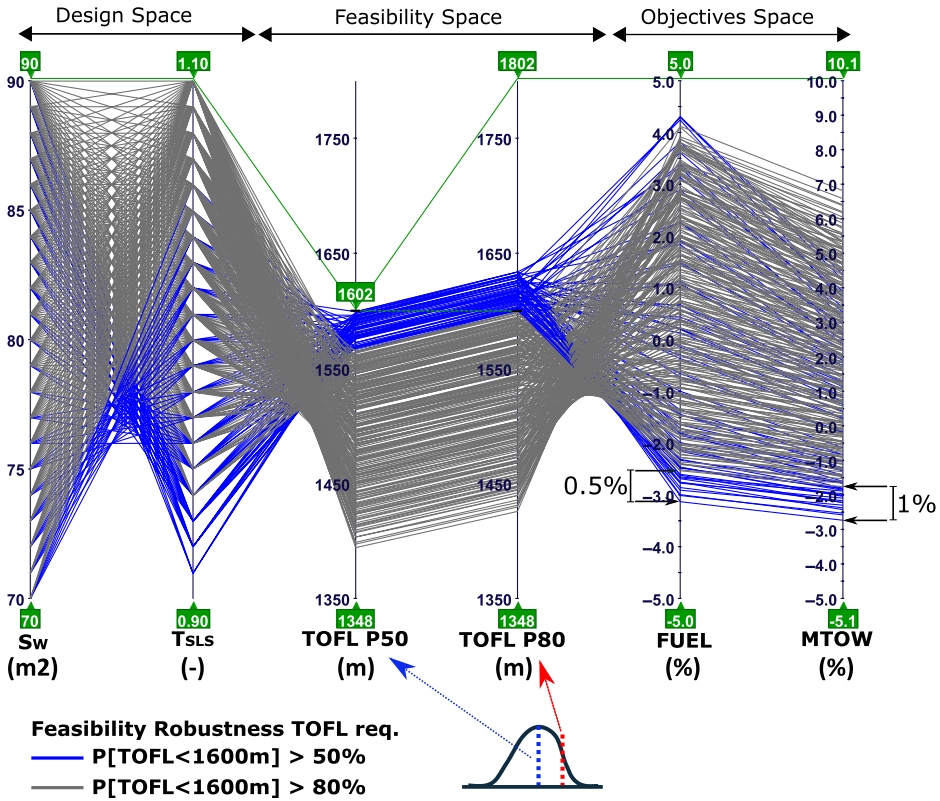 Design Space Feasibility Space Objectives Space
90 1.10 1802 5.0 10.1
90 1750 1750 5.0 10.0
4.0 9.0
8.0
85 1650 1650 3.0 7.0
1602 2.0 6.0
1.0 5.0
4.0
80 0.0 3.0
1550 1550 −1.0 2.0
1.0
−2.0 0.0
75 1450 1450 −3.0 −1.0
0.5% −2.0 1%
−4.0 −3.0
−4.0
70 1350 1350 −5.0 −5.0
70 0.90 1348 1348 -5.0 -5.1
SW TSLS TOFL P50 TOFL P80 FUEL MTOW
(m2) (-) (m) (m) (%) (%)
Feasibility Robustness TOFL req.
P[TOFL<1600m] > 50%
P[TOFL<1600m] > 80%